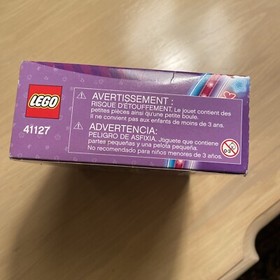 LEGO
41127
AVERTISSEMENT :
RISQUE D'ÉTOUFFEMENT. Le jouet contient des
petites pièces ainsi qu'une petite boule.
Il ne convient pas aux enfants de moins de 3 ans.
ADVERTENCIA:
PELIGRO DE ASFIXIA. Juguete que contiene
partes pequeñas y una pelota pequeña.
No recomendado para niños menores de 3 años.